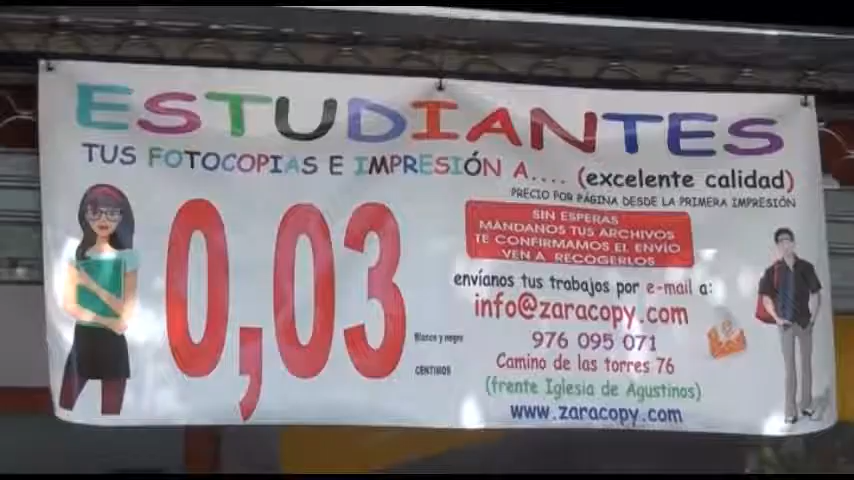 ESTUDIANTES
TUS FOTOCOPIAS E IMPRESIÓN A.... (excelente calidad)
PRECIO POR PÁGINA DESDE LA PRIMERA IMPRESIÓN
0,03
Blanco y negro
CENTIMOS
SIN ESPERAS
MÁNDANOS TUS ARCHIVOS
TE CONFIRMAMOS EL ENVÍO
VEN A RECOGERLOS
envíanos tus trabajos por e-mail a:
info@zaracopy.com
976 095 071
Camino de las torres 76
(frente Iglesia de Agustinos)
www.zaracopy.com